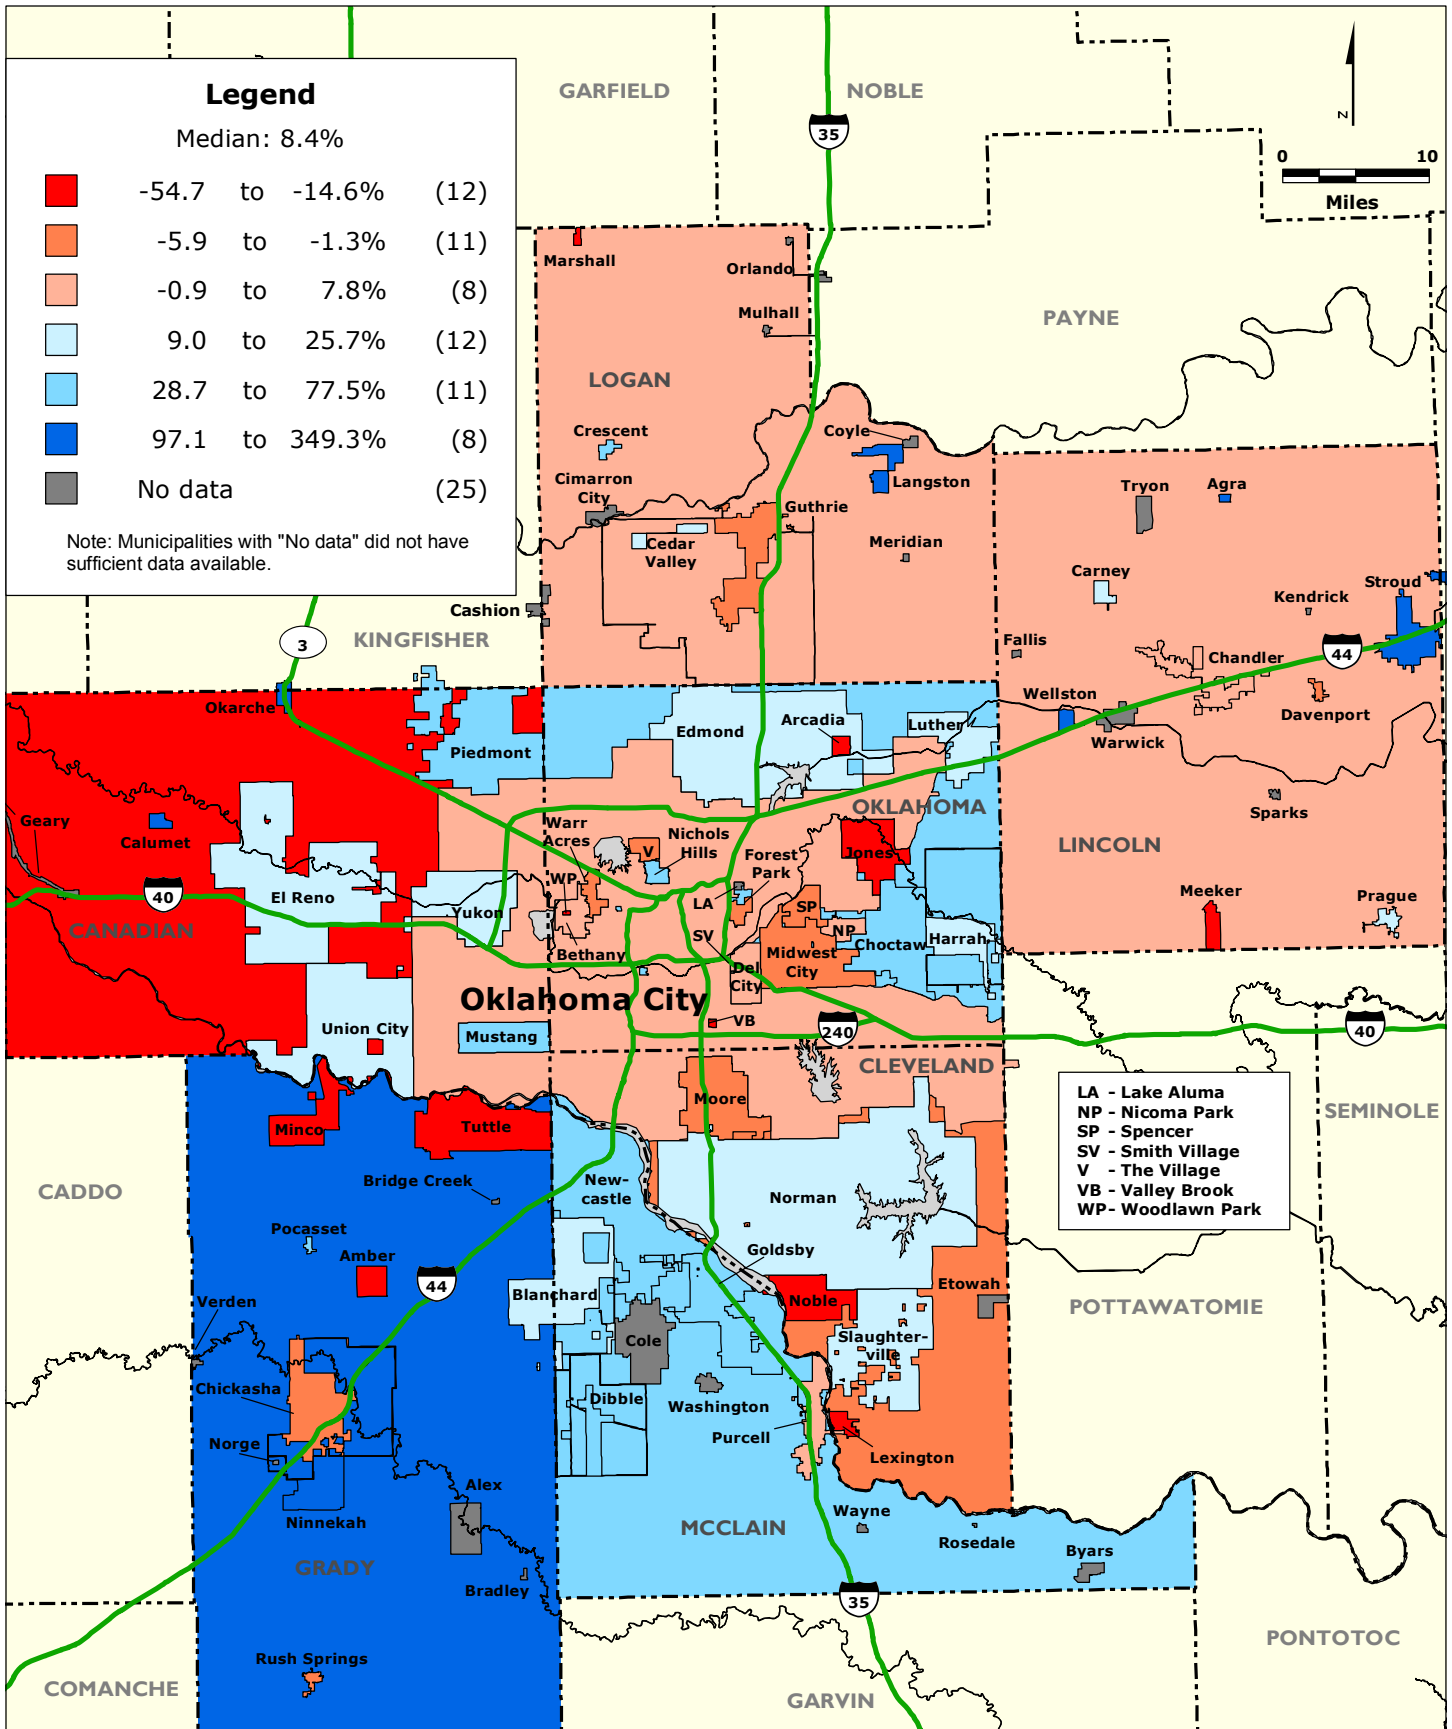 Legend
Median: 8.4%
-54.7 to -14.6% (12)
-5.9 to -1.3% (11)
-0.9 to 7.8% (8)
9.0 to 25.7% (12)
28.7 to 77.5% (11)
97.1 to 349.3% (8)
No data (25)
Note: Municipalities with "No data" did not have
sufficient data available.
GARFIELD
NOBLE
35
N
0 10
Miles
Marshall
Orlando
Mulhall
PAYNE
LOGAN
Crescent
Coyle
Cimarron
City
Langston
Guthrie
Tryon
Agra
Cedar
Valley
Meridian
Carney
Stroud
Kendrick
Cashion
KINGFISHER
3
Fallis
Chandler
44
Okarche
Wellston
Davenport
Warwick
Piedmont
Edmond
Arcadia
Luther
OKLAHOMA
Sparks
Geary
Calumet
Warr
Acres
V
Nichols
Hills
Forest
Park
Jones
LINCOLN
40
El Reno
WP
LA
SP
Meeker
Prague
CANADIAN
Yukon
Bethany
SV
NP
Midwest
City
Choctaw
Harrah
Del
City
Oklahoma City
Union City
Mustang
VB
240
40
CLEVELAND
Minco
Tuttle
Moore
LA - Lake Aluma
NP - Nicoma Park
SP - Spencer
SV - Smith Village
V - The Village
VB - Valley Brook
WP- Woodlawn Park
SEMINOLE
CADDO
Bridge Creek
New-
castle
Norman
Pocasset
Amber
Goldsby
44
Verden
Blanchard
Etowah
POTTAWATOMIE
Noble
Cole
Slaughter-
ville
Chickasha
Dibble
Washington
Purcell
Norge
Lexington
Alex
Ninnekah
MCCLAIN
Wayne
Rosedale
Byars
GRADY
Bradley
35
PONTOTOC
Rush Springs
COMANCHE
GARVIN